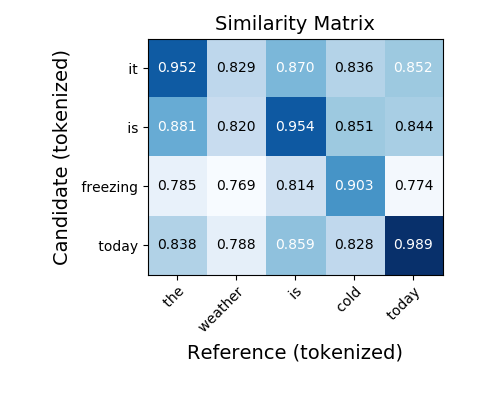 Similarity Matrix
Candidate (tokenized)
it 0.952 0.829 0.870 0.836 0.852
is 0.881 0.820 0.954 0.851 0.844
freezing 0.785 0.769 0.814 0.903 0.774
today 0.838 0.788 0.859 0.828 0.989
the weather is cold today
Reference (tokenized)